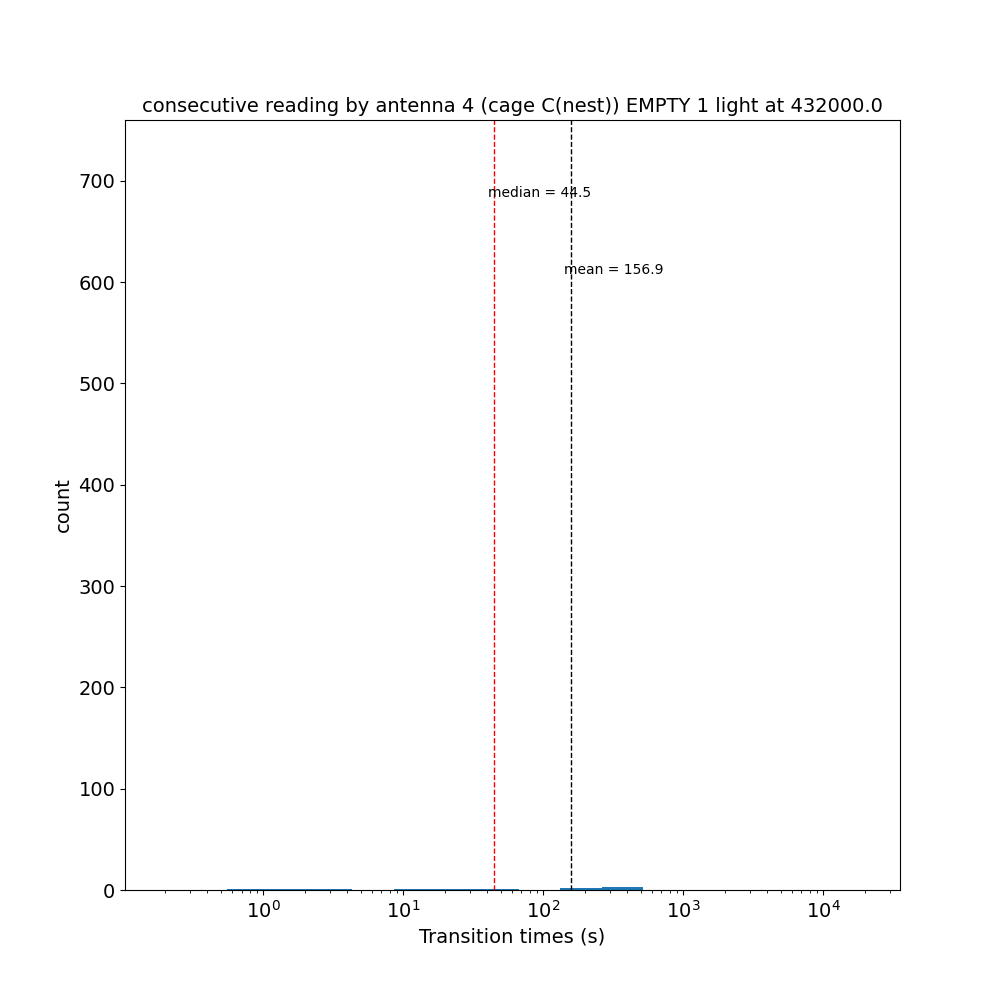 consecutive reading by antenna 4 (cage C(nest)) EMPTY 1 light at 432000.0
700
median = 44.5
mean = 156.9
600
500
400
count
300
200
100
0
10⁰ 10¹ 10² 10³ 10⁴
Transition times (s)